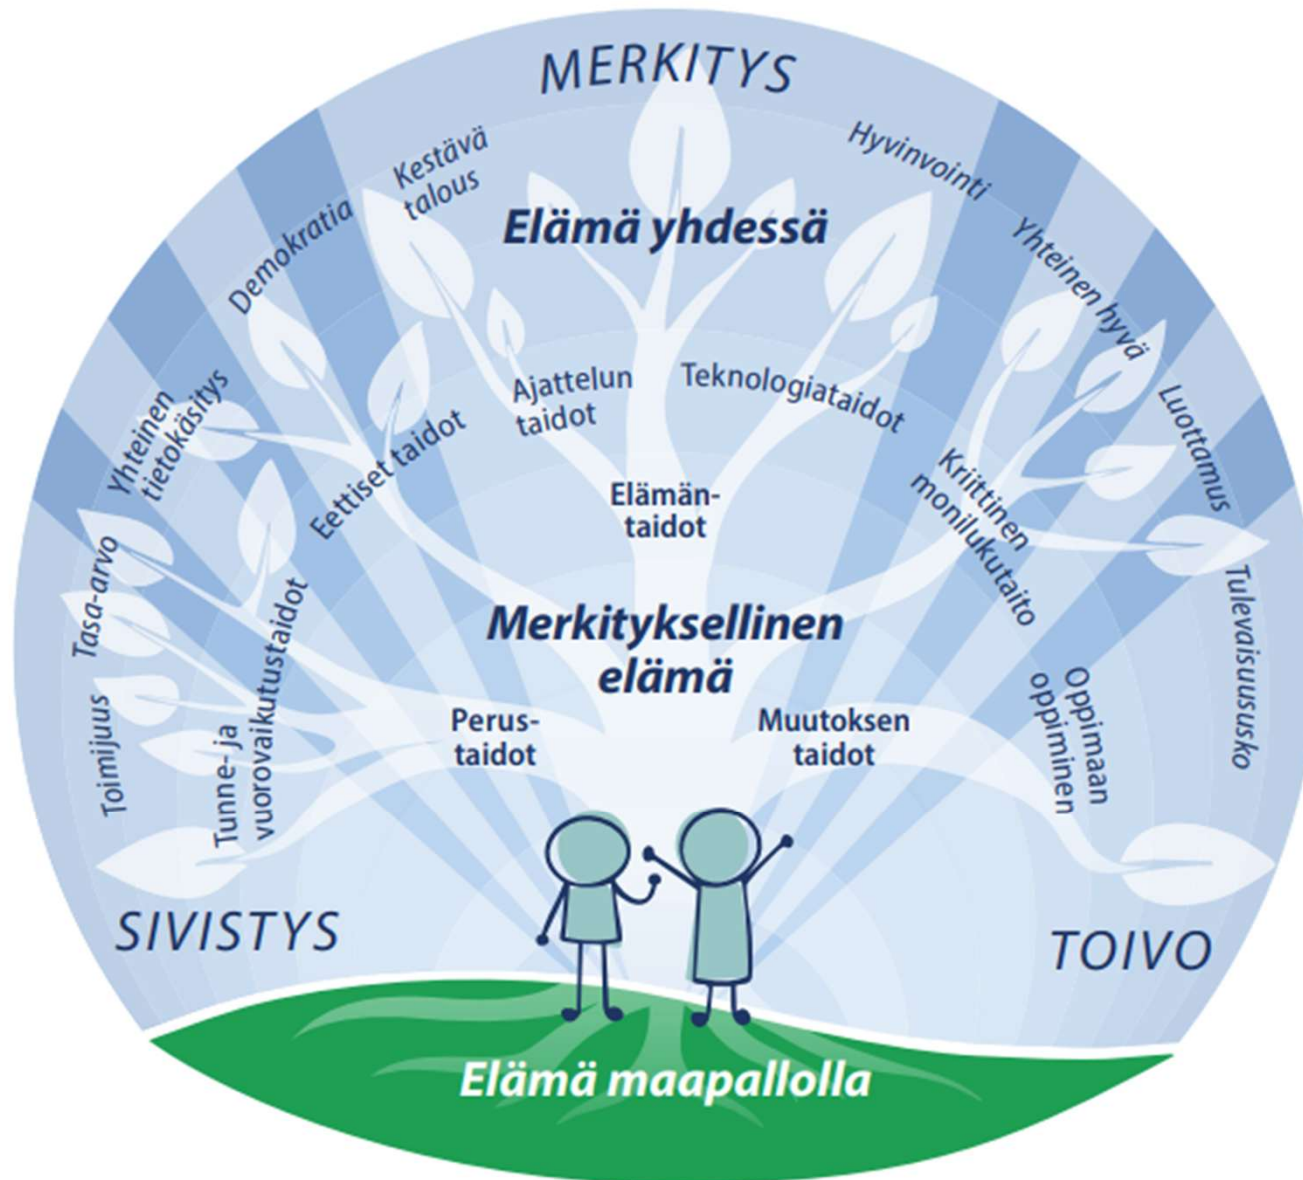 MERKITYS
Kestävä
talous
Hyvinvointi
Demokratia
Elämä yhdessä
Yhteinen hyvä
Yhteinen
tietokäsitys
Ajattelun
taidot
Teknologiataidot
Luottamus
Eettiset taidot
Elämän-
taidot
Kriittinen
monilukutaito
Tasa-arvo
Tulevaisuususko
Merkityksellinen
elämä
Toimijuus
Tunne- ja
vuorovaikutustaidot
Perus-
taidot
Muutoksen
taidot
Oppimaan
oppiminen
SIVISTYS
TOIVO
Elämä maapallolla